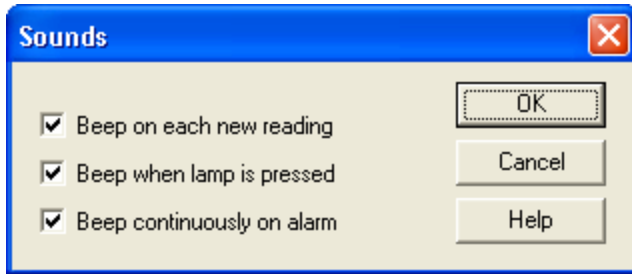 Sounds
Beep on each new reading
Beep when lamp is pressed
Beep continuously on alarm
OK
Cancel
Help